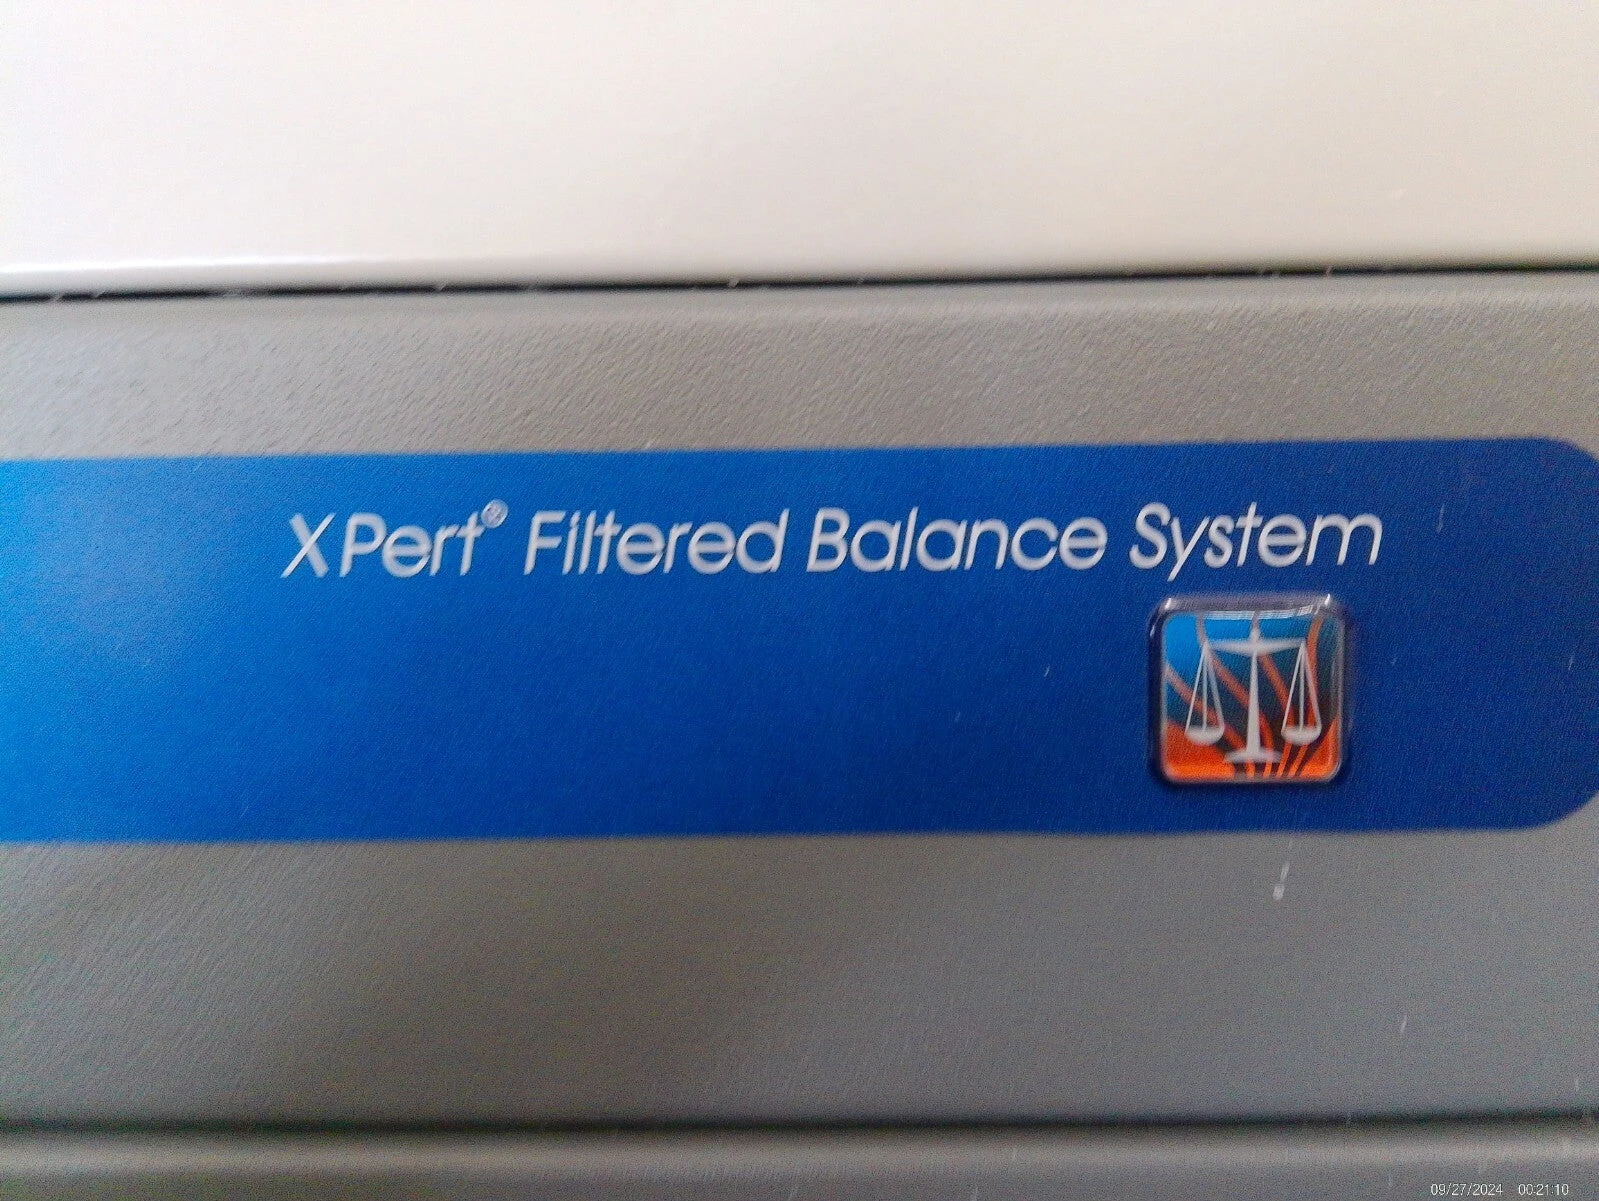 XPert® Filtered Balance System
09/27/2024 00:21:10